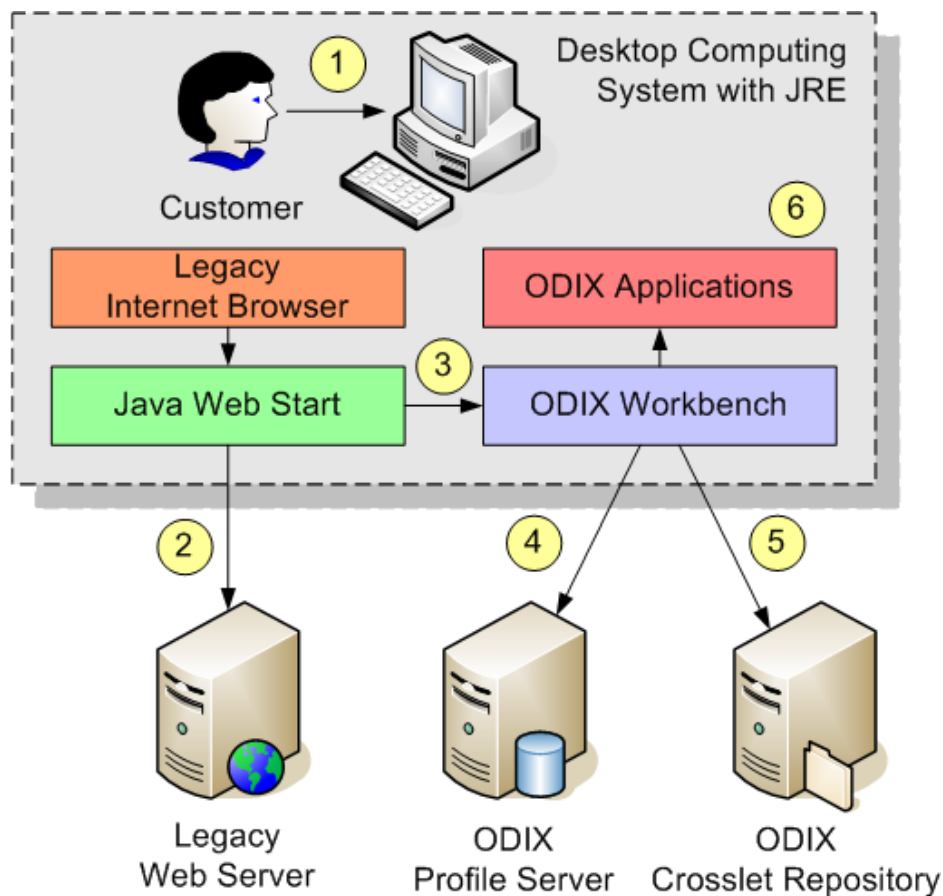 1
Desktop Computing
System with JRE
Customer
6
Legacy
Internet Browser
ODIX Applications
3
Java Web Start
ODIX Workbench
2
4
5
Legacy
Web Server
ODIX
Profile Server
ODIX
Crosslet Repository